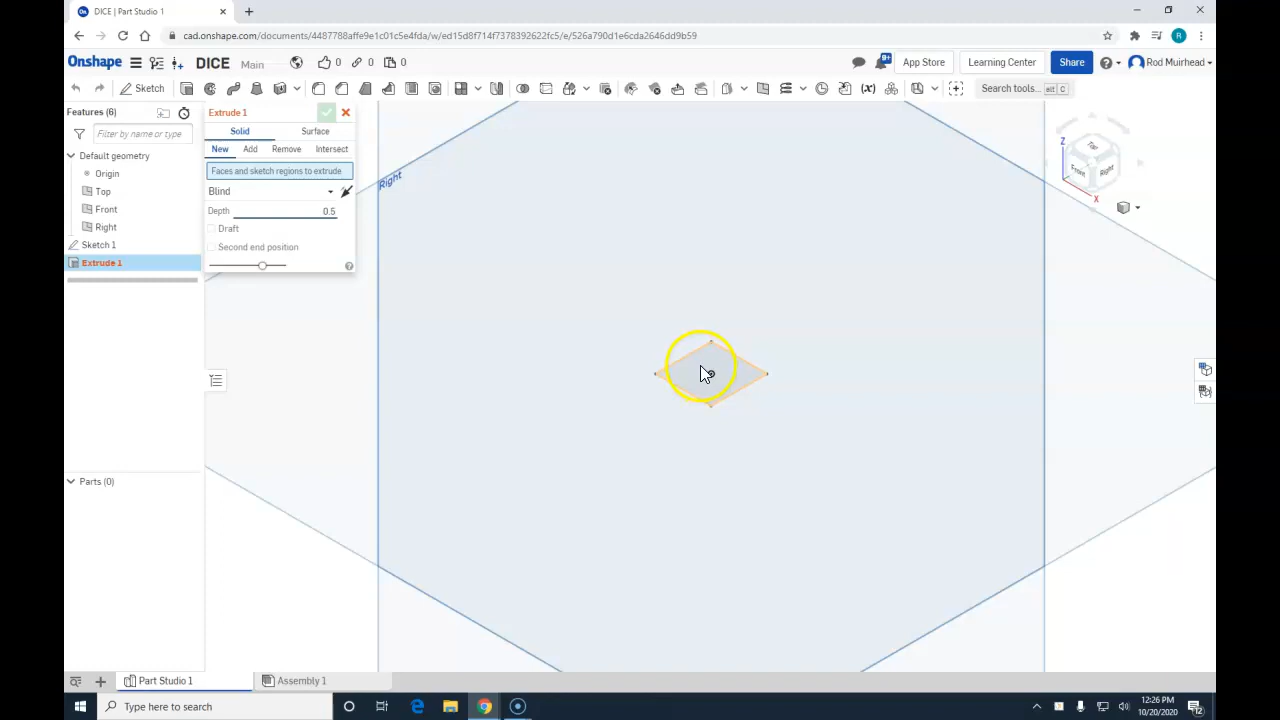 DICE | Part Studio 1
cad.onshape.com/documents/4487788affe9e1c01c5e4fda/w/ed15d8f714f7378392622fc5/e/526a790d1e6cda2646dd9b59
R
Onshape
DICE
Main
0
0
0
App Store
Learning Center
Share
Rod Muirhead
Sketch
Search tools...
alt
C
Features (6)
Filter by name or type
Default geometry
Origin
Top
Front
Right
Sketch 1
Extrude 1
Parts (0)
Extrude 1
Solid
Surface
New
Add
Remove
Intersect
Faces and sketch regions to extrude
Blind
Depth
0.5
Draft
Second end position
Right
Z
Top
Front
Right
X
Part Studio 1
Assembly 1
Type here to search
12:26 PM
10/20/2020